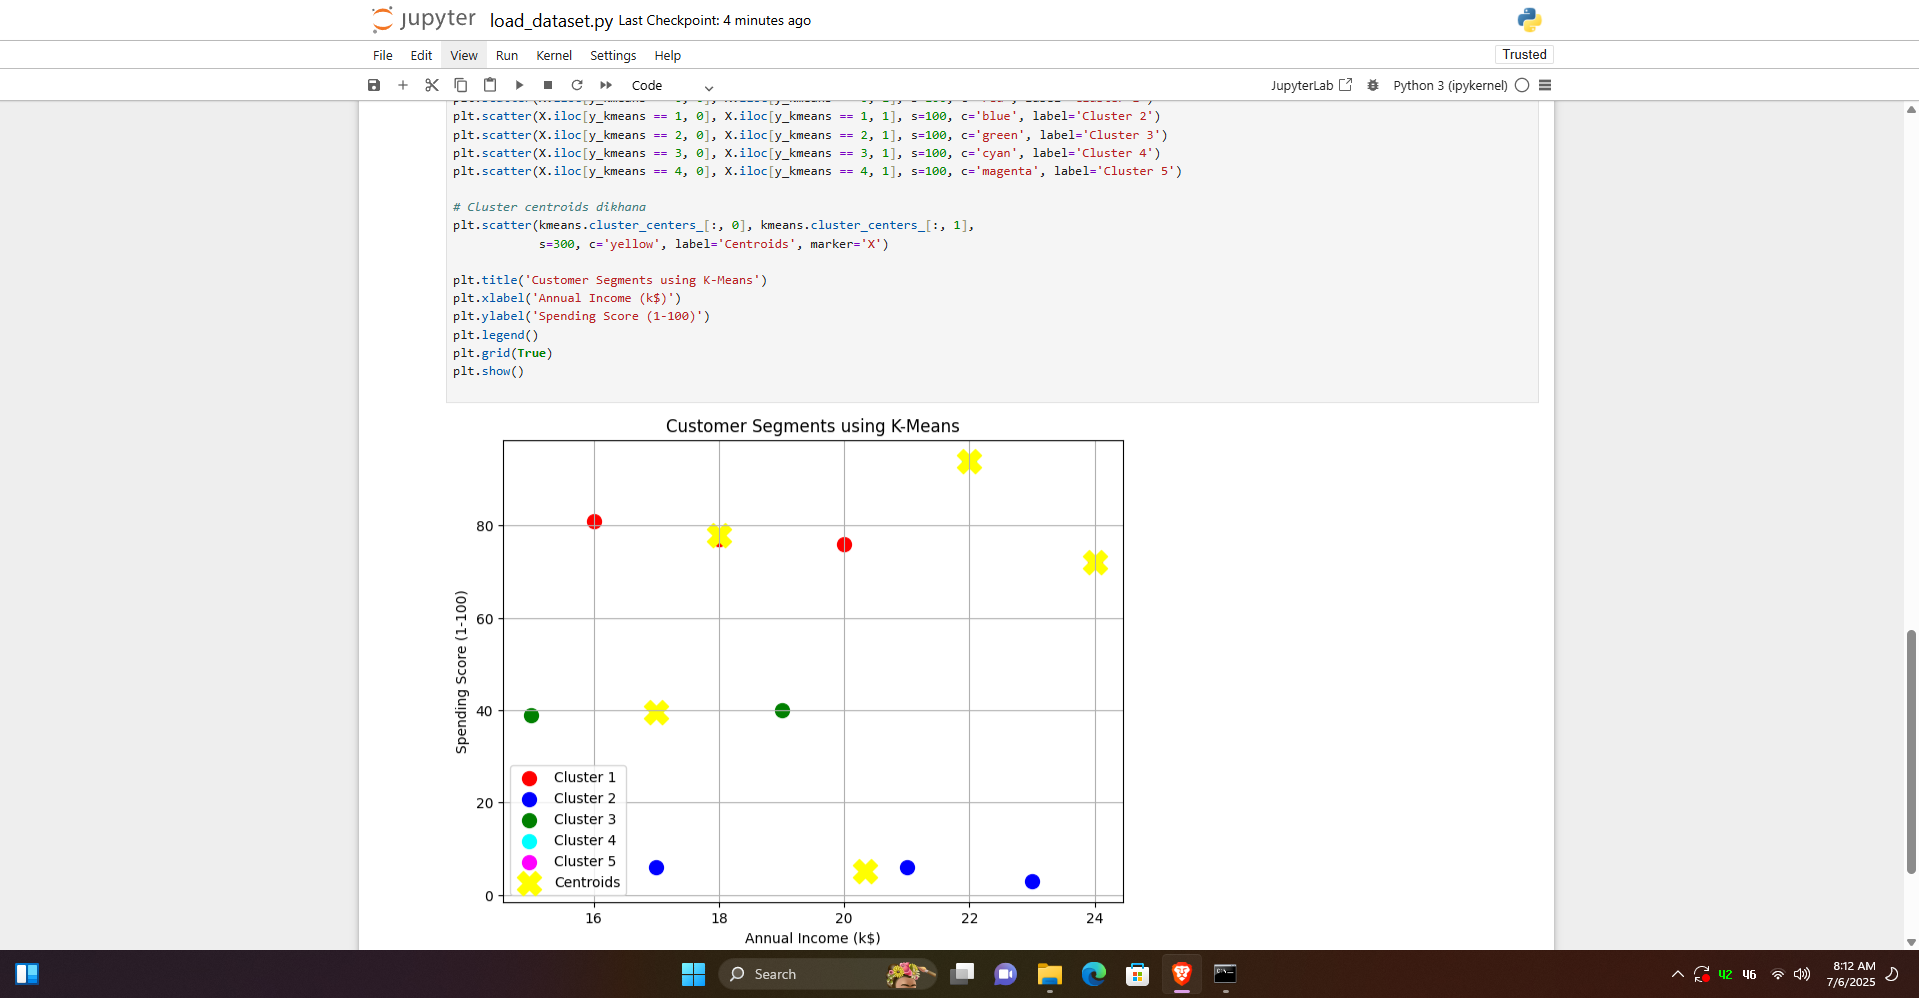 jupyter load_dataset.py Last Checkpoint: 4 minutes ago
File Edit View Run Kernel Settings Help Trusted
Code JupyterLab Python 3 (ipykernel)
plt.scatter(X.iloc[y_kmeans == 1, 0], X.iloc[y_kmeans == 1, 1], s=100, c='blue', label='Cluster 2')
plt.scatter(X.iloc[y_kmeans == 2, 0], X.iloc[y_kmeans == 2, 1], s=100, c='green', label='Cluster 3')
plt.scatter(X.iloc[y_kmeans == 3, 0], X.iloc[y_kmeans == 3, 1], s=100, c='cyan', label='Cluster 4')
plt.scatter(X.iloc[y_kmeans == 4, 0], X.iloc[y_kmeans == 4, 1], s=100, c='magenta', label='Cluster 5')
# Cluster centroids dikhana
plt.scatter(kmeans.cluster_centers_[:, 0], kmeans.cluster_centers_[:, 1],
s=300, c='yellow', label='Centroids', marker='X')
plt.title('Customer Segments using K-Means')
plt.xlabel('Annual Income (k$)')
plt.ylabel('Spending Score (1-100)')
plt.legend()
plt.grid(True)
plt.show()
Customer Segments using K-Means
80
60
40
20
0
Spending Score (1-100)
Cluster 1
Cluster 2
Cluster 3
Cluster 4
Cluster 5
Centroids
16 18 20 22 24
Annual Income (k$)
Search
42 46
8:12 AM
7/6/2025